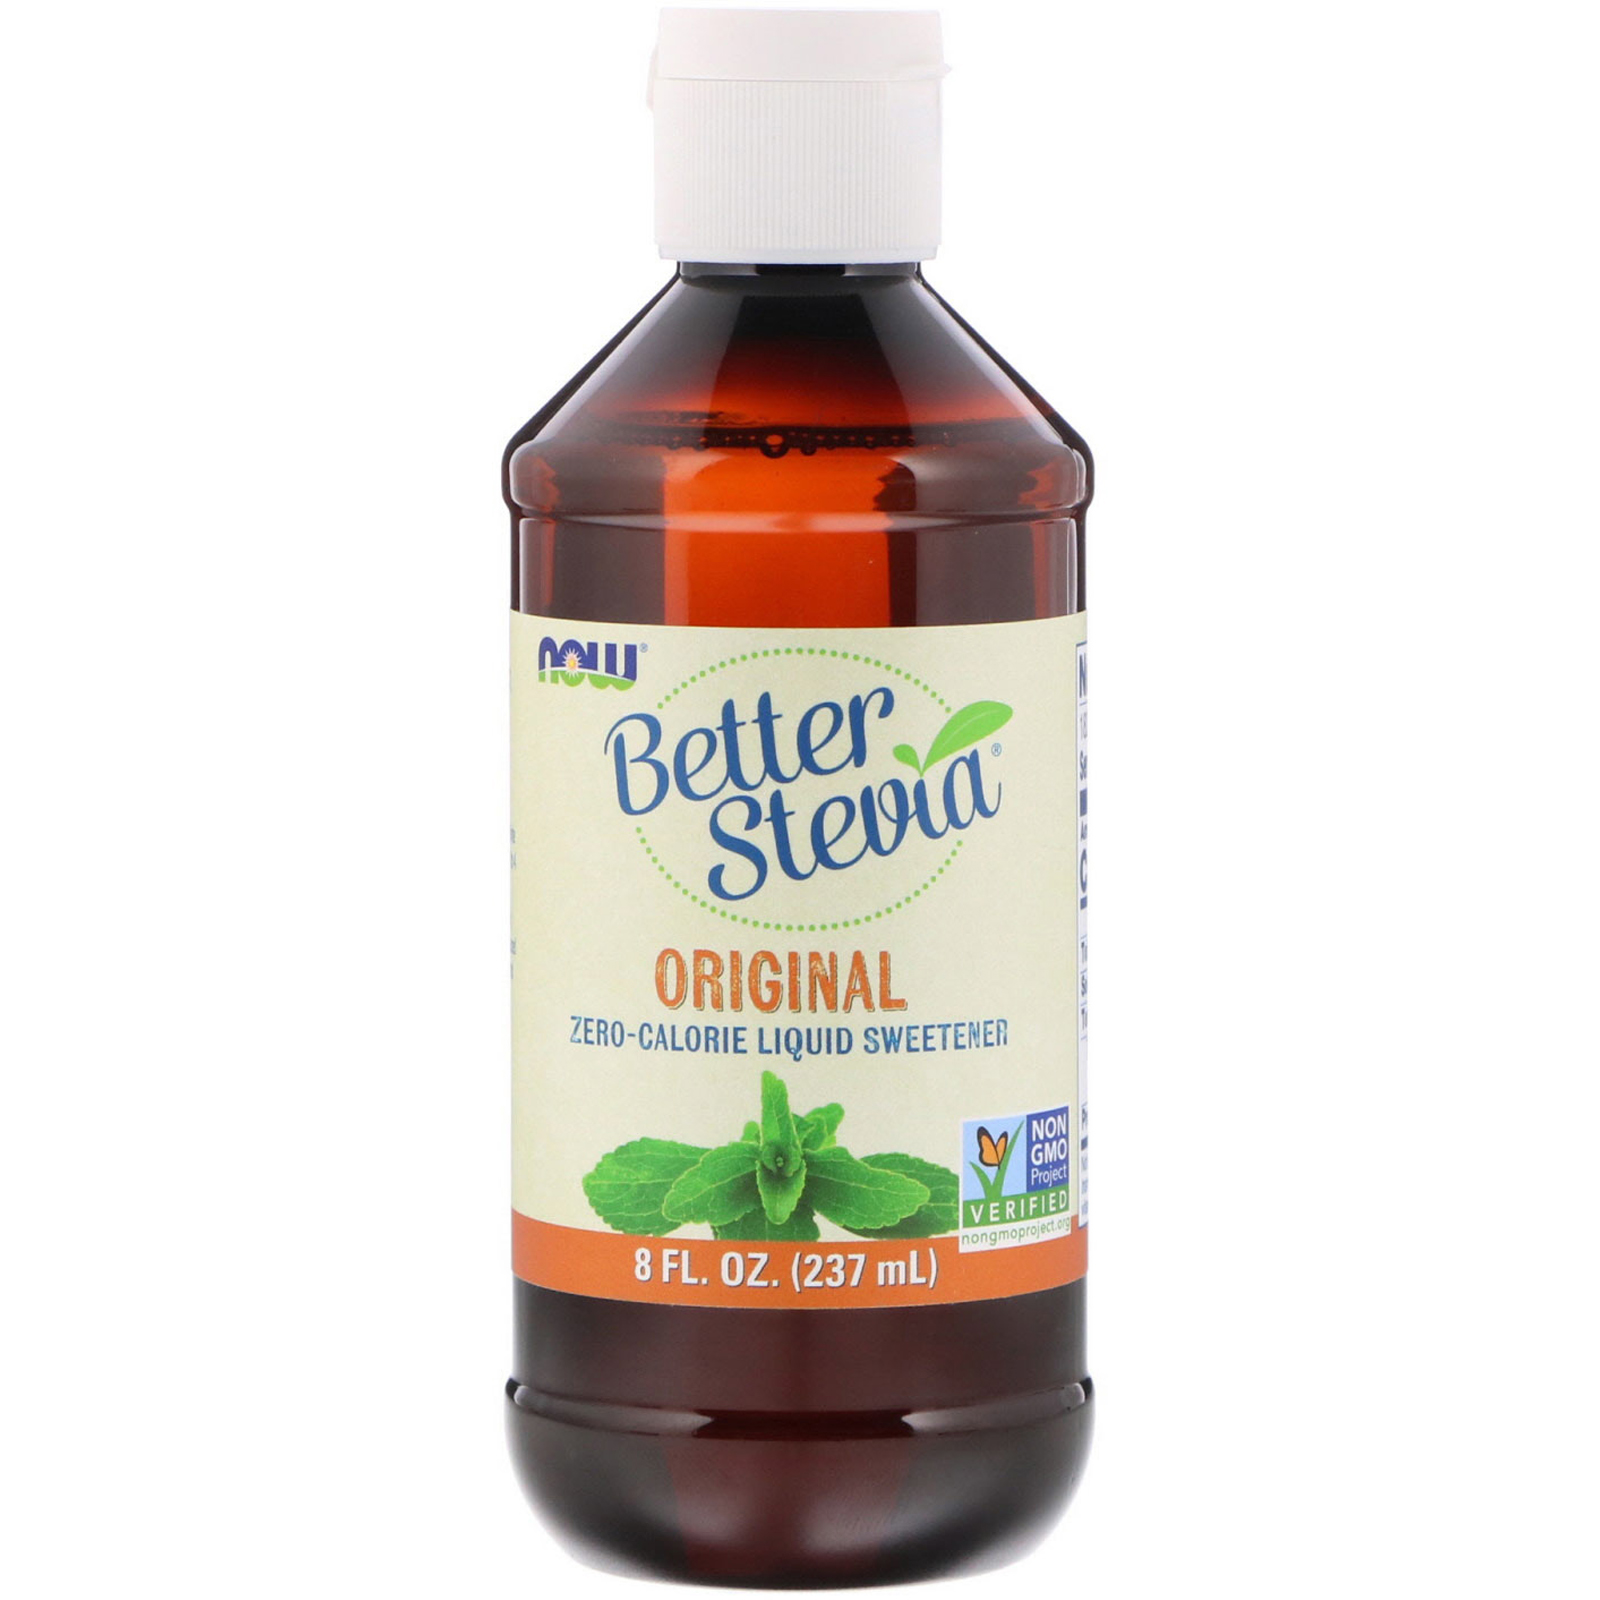 NOW®
Better
Stevia®
ORIGINAL
ZERO-CALORIE LIQUID SWEETENER
NON
GMO
Project
VERIFIED
nongmoproject.org
8 FL. OZ. (237 mL)